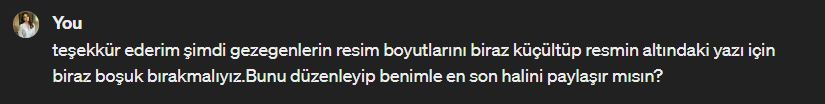 You
teşekkür ederim şimdi gezegenlerin resim boyutlarını biraz küçültüp resmin altındaki yazı için
biraz boşuk bırakmalıyız.Bunu düzenleyip benimle en son halini paylaşır mısın?